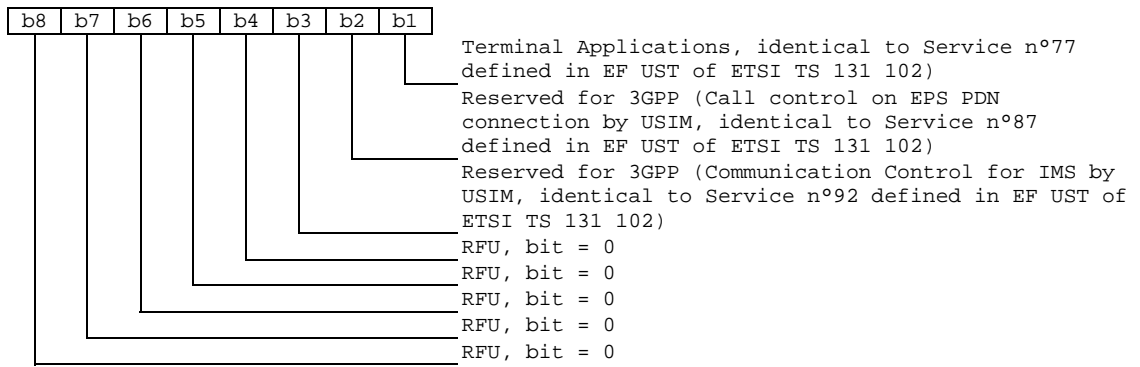 b8 b7 b6 b5 b4 b3 b2 b1
Terminal Applications, identical to Service n°77
defined in EF UST of ETSI TS 131 102)
Reserved for 3GPP (Call control on EPS PDN
connection by USIM, identical to Service n°87
defined in EF UST of ETSI TS 131 102)
Reserved for 3GPP (Communication Control for IMS by
USIM, identical to Service n°92 defined in EF UST of
ETSI TS 131 102)
RFU, bit = 0
RFU, bit = 0
RFU, bit = 0
RFU, bit = 0
RFU, bit = 0